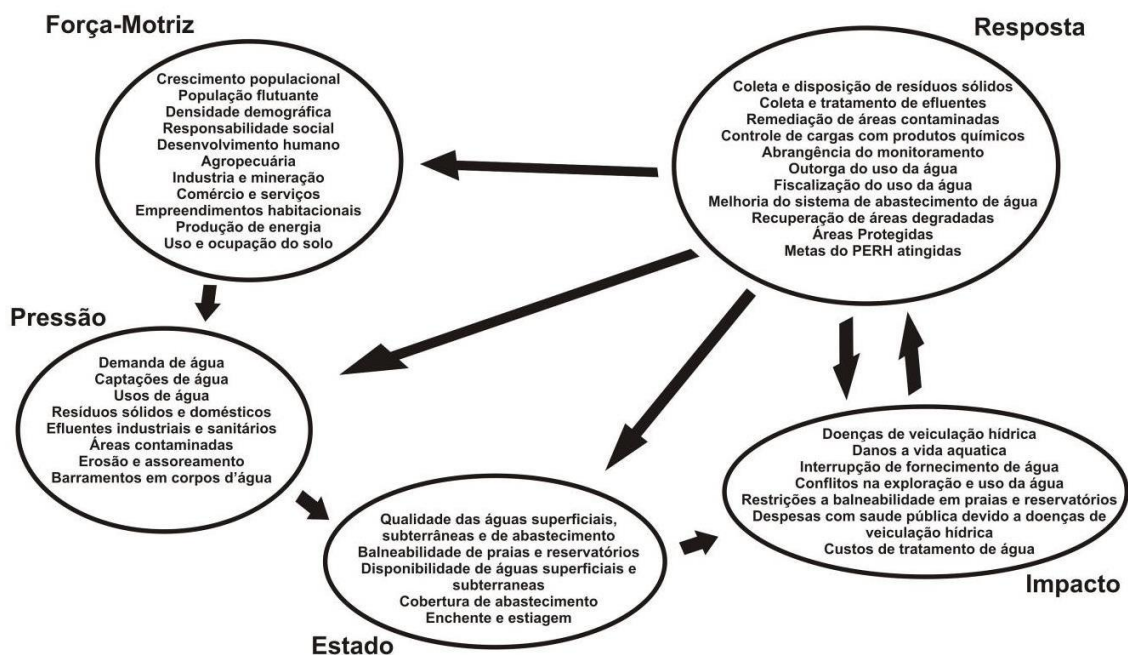 Força-Motriz
Crescimento populacional
População flutuante
Densidade demográfica
Responsabilidade social
Desenvolvimento humano
Agropecuária
Industria e mineração
Comércio e serviços
Empreendimentos habitacionais
Produção de energia
Uso e ocupação do solo
Resposta
Coleta e disposição de resíduos sólidos
Coleta e tratamento de efluentes
Remediação de áreas contaminadas
Controle de cargas com produtos químicos
Abrangência do monitoramento
Outorga do uso da água
Fiscalização do uso da água
Melhoria do sistema de abastecimento de água
Recuperação de áreas degradadas
Áreas Protegidas
Metas do PERH atingidas
Pressão
Demanda de água
Captações de água
Usos de água
Resíduos sólidos e domésticos
Efluentes industriais e sanitários
Áreas contaminadas
Erosão e assoreamento
Barramentos em corpos d'água
Qualidade das águas superficiais,
subterrâneas e de abastecimento
Balneabilidade de praias e reservatórios
Disponibilidade de águas superficiais e
subterraneas
Cobertura de abastecimento
Enchente e estiagem
Estado
Doenças de veiculação hídrica
Danos a vida aquatica
Interrupção de fornecimento de água
Conflitos na exploração e uso da água
Restrições a balneabilidade em praias e reservatórios
Despesas com saude pública devido a doenças de
veiculação hídrica
Custos de tratamento de água
Impacto